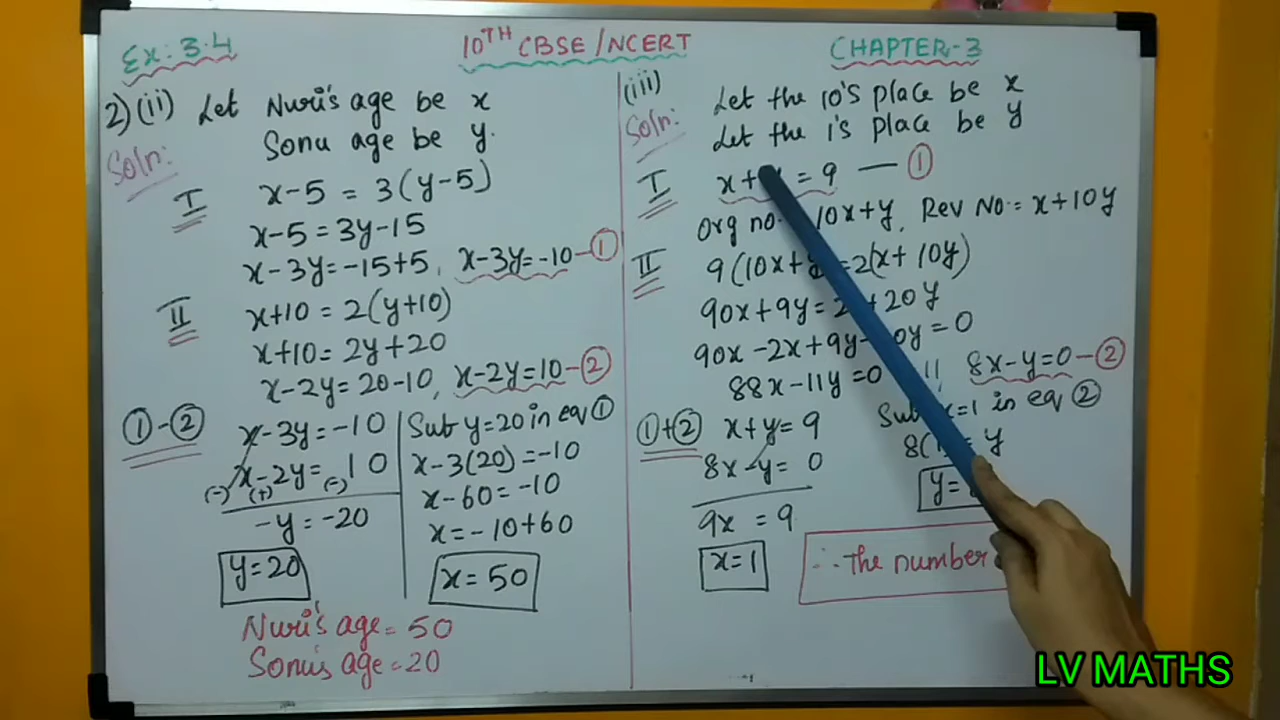 Ex: 3.4
10TH CBSE/NCERT
CHAPTER-3
2)(ii) Let Nuri's age be x
Soln: Sonu age be y.
I x-5 = 3(y-5)
x-5 = 3y-15
x-3y = -15+5, x-3y=-10 - ①
II x+10 = 2(y+10)
x+10 = 2y+20
x-2y = 20-10, x-2y=10 - ②
①-② x-3y = -10
x-2y = 10
(-) (+) (-)
-y = -20
y=20
Sub y=20 in eq ①
x-3(20) = -10
x-60 = -10
x = -10+60
x = 50
Nuri's age = 50
Sonu's age = 20
(iii) Let the 10's place be x
Soln: Let the 1's place be y
I x+ = 9 — ①
Org no 10x+y, Rev No = x+10y
II 9(10x+ =2(x+10y)
90x+9y = +20y
90x-2x+9y- y=0
88x-11y=0 8x-y=0 - ②
①+② x+y = 9
8x-y = 0
9x = 9
x=1
Sub x=1 in eq ②
8( = y
y=
∴ The number
LV MATHS